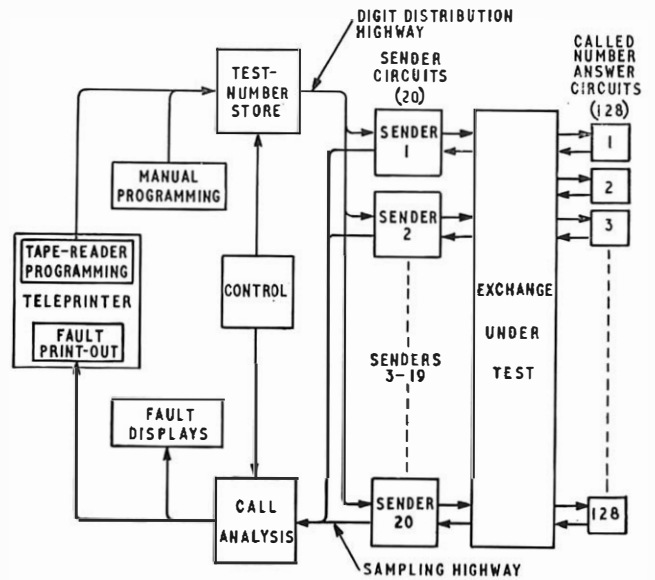 DIGIT DISTRIBUTION
HIGHWAY
TEST-
NUMBER
STORE
SENDER
CIRCUITS
(20)
CALLED
NUMBER
ANSWER
CIRCUITS
(128)
SENDER
1
1
MANUAL
PROGRAMMING
2
SENDER
2
3
TAPE-READER
PROGRAMMING
TELEPRINTER
FAULT
PRINT-OUT
CONTROL
EXCHANGE
UNDER
TEST
SENDERS
3-19
FAULT
DISPLAYS
CALL
ANALYSIS
SENDER
20
128
SAMPLING HIGHWAY